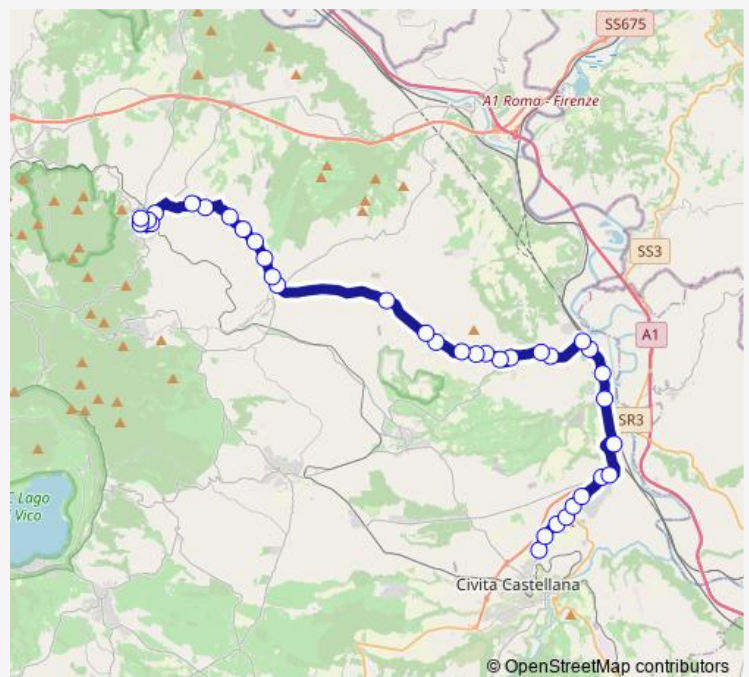 SS675
A1 Roma - Firenze
SS3
A1
SR3
Lago
Vico
Civita Castellana
© OpenStreetMap contributors